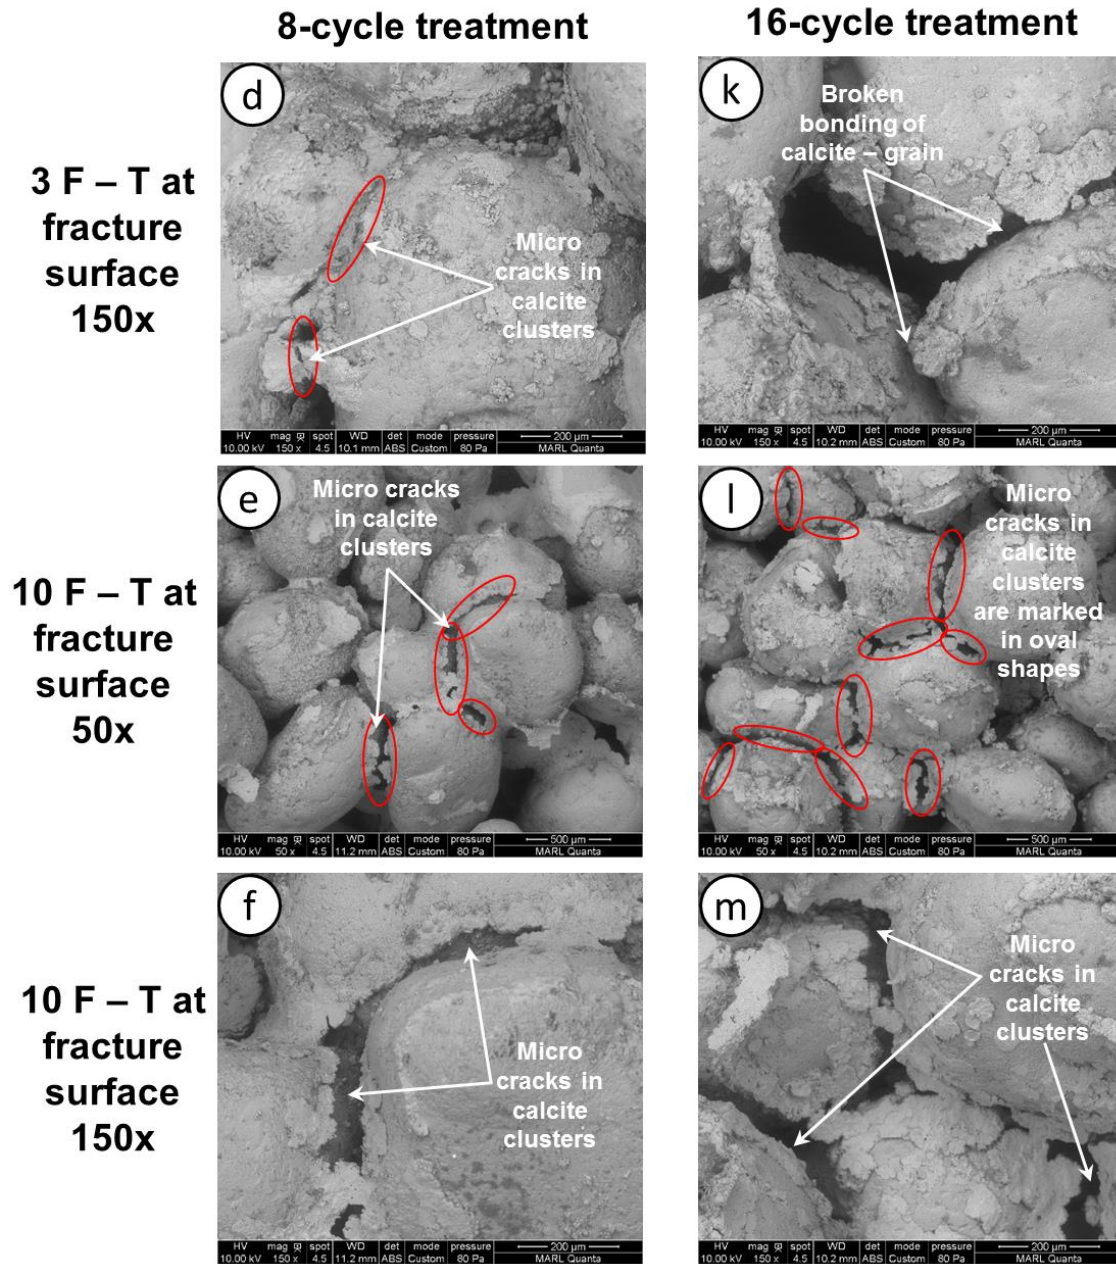 8-cycle treatment
16-cycle treatment
3 F – T at
fracture
surface
150x
d
Micro
cracks in
calcite
clusters
HV mag spot WD det mode pressure 200 µm
10.00 kV 150 x 4.5 10.1 mm ABS Custom 80 Pa MARL Quanta
k
Broken
bonding of
calcite – grain
HV mag spot WD det mode pressure 200 µm
10.00 kV 150 x 4.5 10.2 mm ABS Custom 80 Pa MARL Quanta
10 F – T at
fracture
surface
50x
e
Micro cracks
in calcite
clusters
HV mag spot WD det mode pressure 500 µm
10.00 kV 50 x 4.5 11.2 mm ABS Custom 80 Pa MARL Quanta
l
Micro
cracks in
calcite
clusters
are marked
in oval
shapes
HV mag spot WD det mode pressure 500 µm
10.00 kV 50 x 4.5 10.2 mm ABS Custom 80 Pa MARL Quanta
10 F – T at
fracture
surface
150x
f
Micro
cracks in
calcite
clusters
HV mag spot WD det mode pressure 200 µm
10.00 kV 150 x 4.5 11.2 mm ABS Custom 80 Pa MARL Quanta
m
Micro
cracks in
calcite
clusters
HV mag spot WD det mode pressure 200 µm
10.00 kV 150 x 4.5 10.2 mm ABS Custom 80 Pa MARL Quanta